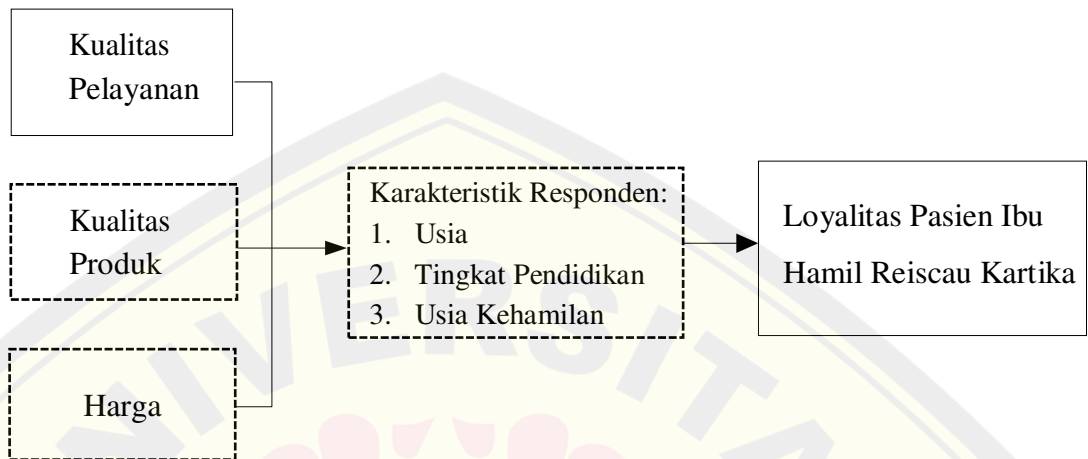 Kualitas
Pelayanan
Kualitas
Produk
Harga
Karakteristik Responden:
1. Usia
2. Tingkat Pendidikan
3. Usia Kehamilan
Loyalitas Pasien Ibu
Hamil Reiscau Kartika